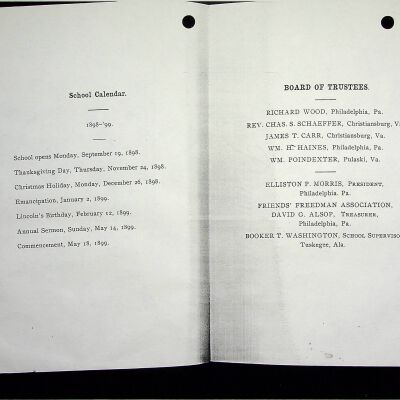 School Calendar.
1898-'99.
School opens Monday, September 19, 1898.
Thanksgiving Day, Thursday, November 24, 1898.
Christmas Holiday, Monday, December 26, 1898.
Emancipation, January 2, 1899.
Lincoln's Birthday, February 12, 1899.
Annual Sermon, Sunday, May 14, 1899.
Commencement, May 18, 1899.
BOARD OF TRUSTEES.
RICHARD WOOD, Philadelphia, Pa.
REV. CHAS. S. SCHAEFFER, Christiansburg, Va
JAMES T. CARR, Christiansburg, Va.
WM. H. HAINES, Philadelphia, Pa.
WM. POINDEXTER, Pulaski, Va.
ELLISTON P. MORRIS, PRESIDENT,
Philadelphia. Pa.
FRIENDS' FREEDMAN ASSOCIATION,
DAVID G. ALSOP, TREASURER,
Philadelphia, Pa.
BOOKER T. WASHINGTON, SCHOOL SUPERVISO
Tuskegee, Ala.